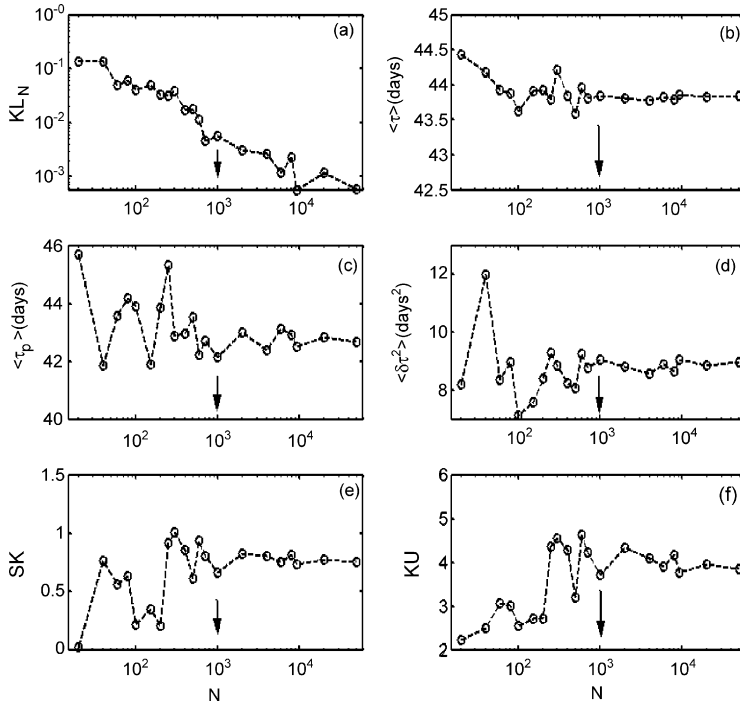 (a)
KL_N
10^-0
10^-1
10^-2
10^-3
10^2 10^3 10^4
(b)
<τ>(days)
45
44.5
44
43.5
43
42.5
10^2 10^3 10^4
(c)
<τ_p>(days)
46
44
42
40
10^2 10^3 10^4
(d)
<δτ^2>(days^2)
12
10
8
10^2 10^3 10^4
(e)
SK
1.5
1
0.5
0
10^2 10^3 10^4
N
(f)
KU
6
5
4
3
2
10^2 10^3 10^4
N